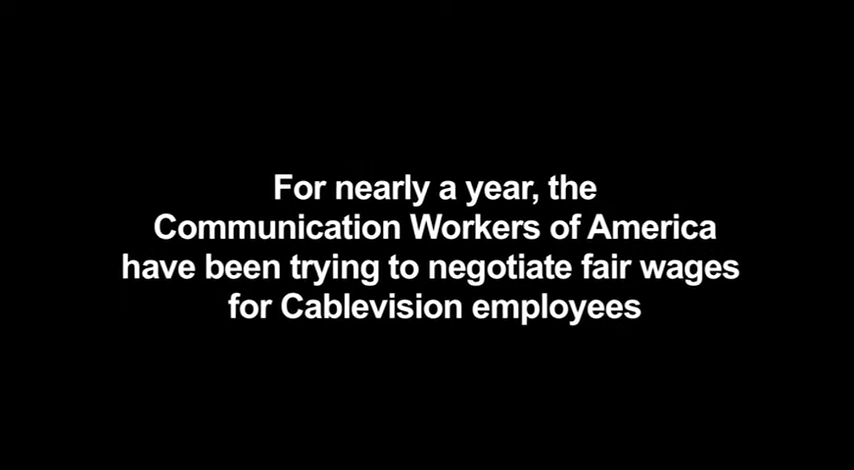 For nearly a year, the
Communication Workers of America
have been trying to negotiate fair wages
for Cablevision employees